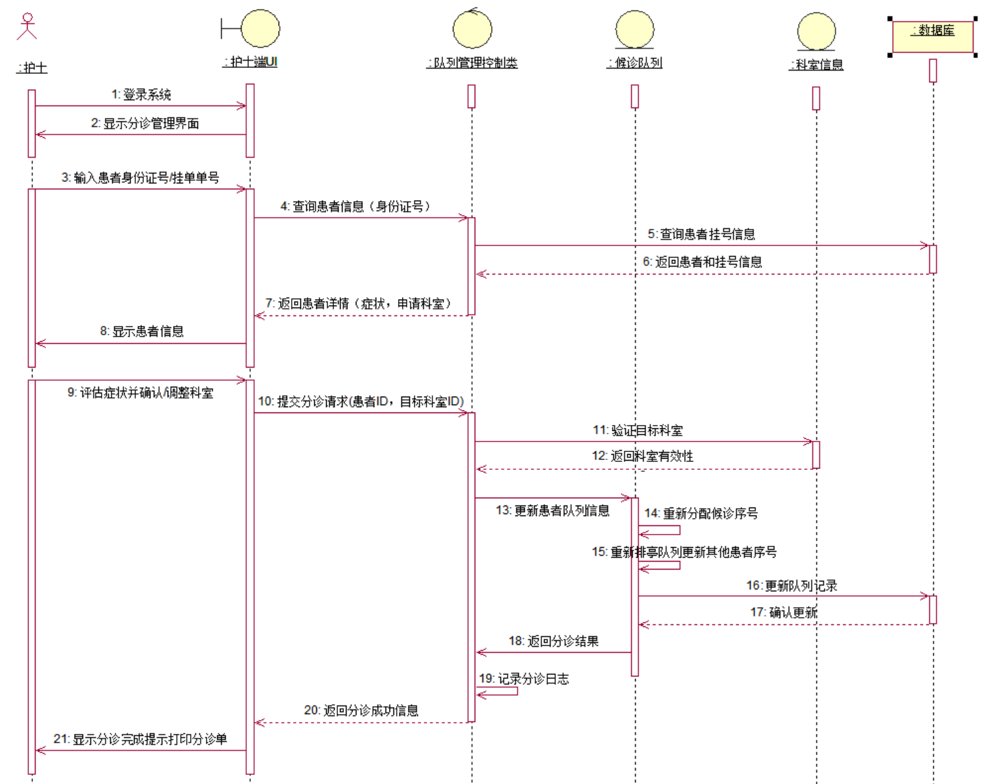 :护士
:护士端UI
:队列管理控制类
:候诊队列
:科室信息
:数据库
1: 登录系统
2: 显示分诊管理界面
3: 输入患者身份证号/挂单单号
4: 查询患者信息（身份证号）
5: 查询患者挂号信息
6: 返回患者和挂号信息
7: 返回患者详情（症状，申请科室）
8: 显示患者信息
9: 评估症状并确认/调整科室
10: 提交分诊请求(患者ID，目标科室ID)
11: 验证目标科室
12: 返回科室有效性
13: 更新患者队列信息
14: 重新分配候诊序号
15: 重新排亭队列更新其他患者序号
16: 更新队列记录
17: 确认更新
18: 返回分诊结果
19: 记录分诊日志
20: 返回分诊成功信息
21: 显示分诊完成提示打印分诊单